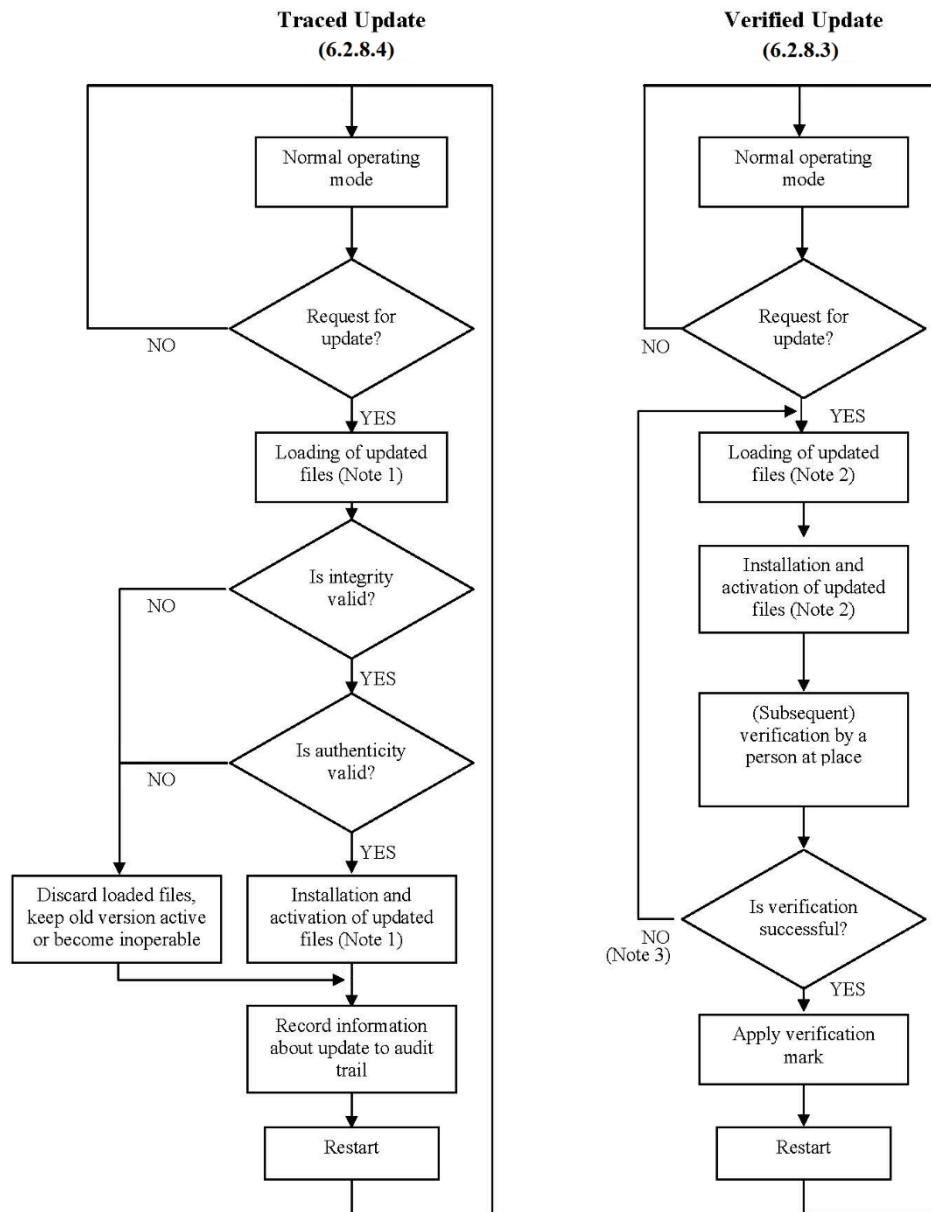 Traced Update
(6.2.8.4)
Normal operating
mode
Request for
update?
NO
YES
Loading of updated
files (Note 1)
Is integrity
valid?
NO
YES
Is authenticity
valid?
NO
YES
Discard loaded files,
keep old version active
or become inoperable
Installation and
activation of updated
files (Note 1)
Record information
about update to audit
trail
Restart
Verified Update
(6.2.8.3)
Normal operating
mode
Request for
update?
NO
YES
Loading of updated
files (Note 2)
Installation and
activation of updated
files (Note 2)
(Subsequent)
verification by a
person at place
Is verification
successful?
NO
(Note 3)
YES
Apply verification
mark
Restart